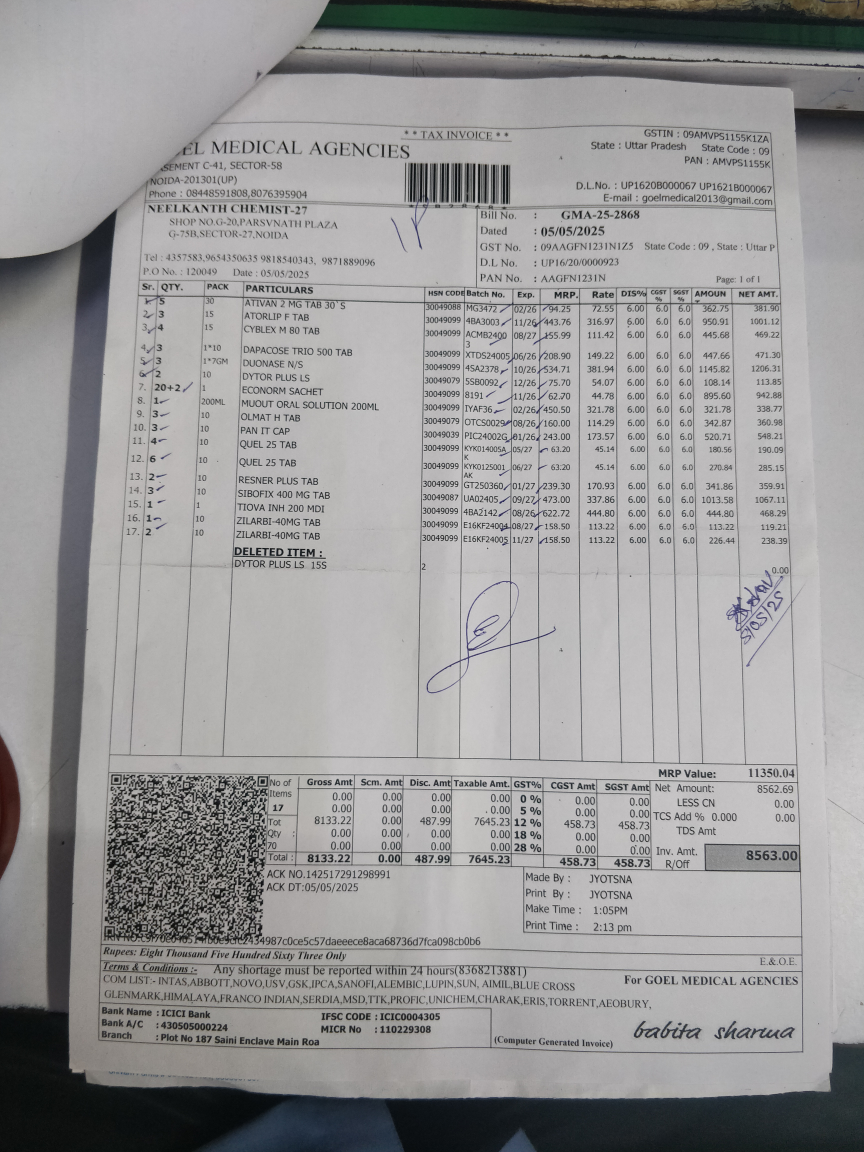 * * TAX INVOICE * *
GSTIN : 09AMVPS1155K1ZA
State : Uttar Pradesh State Code : 09
PAN : AMVPS1155K
EL MEDICAL AGENCIES
SEMENT C-41, SECTOR-58
NOIDA-201301(UP)
Phone : 08448591808,8076395904
D.L.No. : UP1620B000067 UP1621B000067
E-mail : goelmedical2013@gmail.com
NEELKANTH CHEMIST-27
SHOP NO.G-20,PARSVNATH PLAZA
G-75B,SECTOR-27,NOIDA
Tel : 4357583,9654350635 9818540343, 9871889096
P.O No. : 120049 Date : 05/05/2025
Bill No. : GMA-25-2868
Dated : 05/05/2025
GST No. : 09AAGFN1231N1Z5 State Code : 09 , State : Uttar P
D.L No. : UP16/20/0000923
PAN No. : AAGFN1231N Page: 1 of 1
Sr. QTY. PACK PARTICULARS HSN CODE Batch No. Exp. MRP. Rate DIS% CGST % SGST % AMOUN NET AMT.
1. 5 30 ATIVAN 2 MG TAB 30`S 30049088 MG3472 02/26 94.25 72.55 6.00 6.0 6.0 362.75 381.90
2. 3 15 ATORLIP F TAB 30049099 4BA3003 11/26 443.76 316.97 6.00 6.0 6.0 950.91 1001.12
3. 4 15 CYBLEX M 80 TAB 30049099 ACMB2400 08/27 155.99 111.42 6.00 6.0 6.0 445.68 469.22
3
4. 3 1*10 DAPACOSE TRIO 500 TAB 30049099 XTDS24005 06/26 208.90 149.22 6.00 6.0 6.0 447.66 471.30
5. 3 1*7GM DUONASE N/S 30049099 4SA2378 10/26 534.71 381.94 6.00 6.0 6.0 1145.82 1206.31
6. 2 10 DYTOR PLUS LS 30049079 5SB0092 12/26 75.70 54.07 6.00 6.0 6.0 108.14 113.85
7. 20+2 1 ECONORM SACHET 30049099 8191 11/26 62.70 44.78 6.00 6.0 6.0 895.60 942.88
8. 1 200ML MUOUT ORAL SOLUTION 200ML 30049099 IYAF36 02/26 450.50 321.78 6.00 6.0 6.0 321.78 338.77
9. 3 10 OLMAT H TAB 30049079 OTCS0029 08/26 160.00 114.29 6.00 6.0 6.0 342.87 360.98
10. 3 10 PAN IT CAP 30049039 PIC24002G 01/26 243.00 173.57 6.00 6.0 6.0 520.71 548.21
11. 4 10 QUEL 25 TAB 30049099 KYK014005A 05/27 63.20 45.14 6.00 6.0 6.0 180.56 190.09
K
12. 6 10 QUEL 25 TAB 30049099 KYK0125001 06/27 63.20 45.14 6.00 6.0 6.0 270.84 285.15
AK
13. 2 10 RESNER PLUS TAB 30049099 GT250360 01/27 239.30 170.93 6.00 6.0 6.0 341.86 359.91
14. 3 10 SIBOFIX 400 MG TAB 30049087 UA02405 09/27 473.00 337.86 6.00 6.0 6.0 1013.58 1067.11
15. 1 1 TIOVA INH 200 MDI 30049099 4BA2142 08/26 622.72 444.80 6.00 6.0 6.0 444.80 468.29
16. 1 10 ZILARBI-40MG TAB 30049099 E16KF24004 08/27 158.50 113.22 6.00 6.0 6.0 113.22 119.21
17. 2 10 ZILARBI-40MG TAB 30049099 E16KF24005 11/27 158.50 113.22 6.00 6.0 6.0 226.44 238.39
DELETED ITEM :
DYTOR PLUS LS 15S 2 0.00
5/05/25
MRP Value: 11350.04
No of Items 17
Tot Qty : 70
Gross Amt Scm. Amt Disc. Amt Taxable Amt. GST% CGST Amt SGST Amt
0.00 0.00 0.00 0.00 0 % 0.00 0.00
0.00 0.00 0.00 0.00 5 % 0.00 0.00
8133.22 0.00 487.99 7645.23 12 % 458.73 458.73
0.00 0.00 0.00 0.00 18 % 0.00 0.00
0.00 0.00 0.00 0.00 28 % 0.00 0.00
Total : 8133.22 0.00 487.99 7645.23 458.73 458.73
Net Amount: 8562.69
LESS CN 0.00
TCS Add % 0.000 0.00
TDS Amt
Inv. Amt. 8563.00
R/Off
ACK NO.142517291298991
ACK DT:05/05/2025
Made By : JYOTSNA
Print By : JYOTSNA
Make Time : 1:05PM
Print Time : 2:13 pm
Rupees: Eight Thousand Five Hundred Sixty Three Only
E.& O.E.
Terms & Conditions :- Any shortage must be reported within 24 hours(8368213881)
COM LIST:- INTAS,ABBOTT,NOVO,USV,GSK,IPCA,SANOFI,ALEMBIC,LUPIN,SUN, AIMIL,BLUE CROSS
GLENMARK,HIMALAYA,FRANCO INDIAN,SERDIA,MSD,TTK,PROFIC,UNICHEM,CHARAK,ERIS,TORRENT,AEOBURY,
For GOEL MEDICAL AGENCIES
Bank Name : ICICI Bank IFSC CODE : ICIC0004305
Bank A/C : 430505000224 MICR No : 110229308
Branch : Plot No 187 Saini Enclave Main Roa
(Computer Generated Invoice)
babita sharma